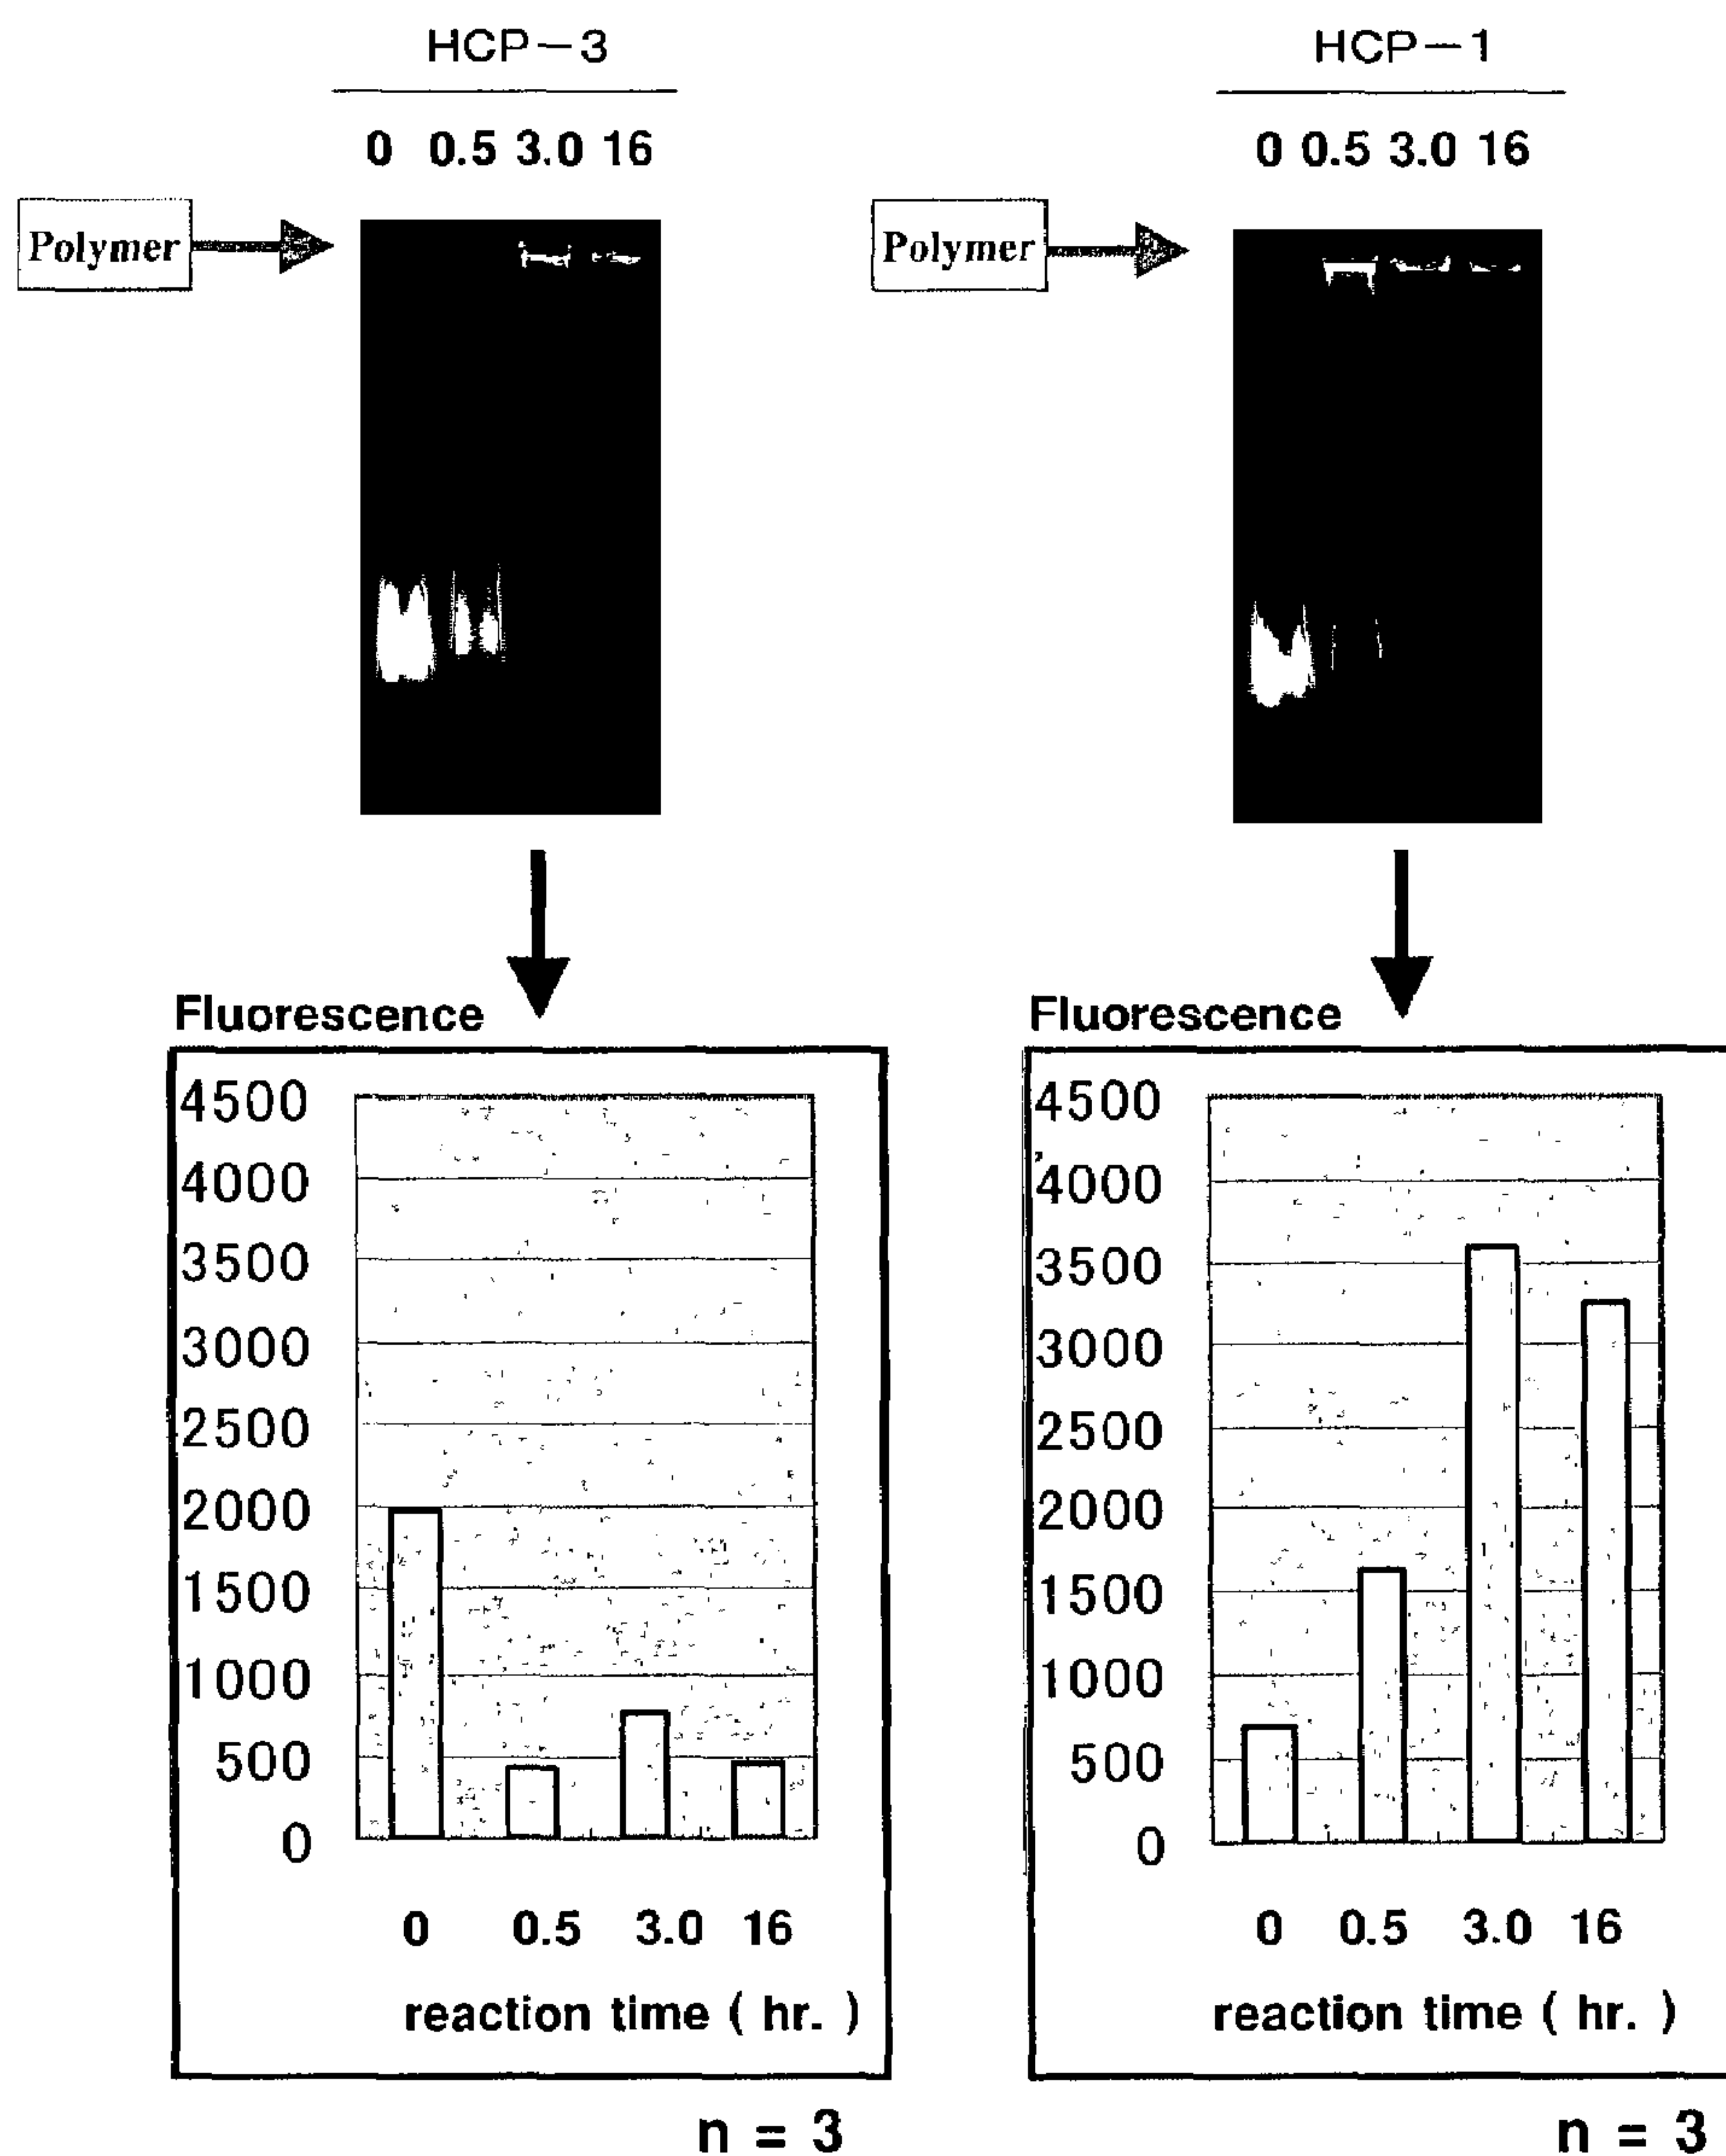 HCP-3
0 0.5 3.0 16
Polymer
Fluorescence
4500
4000
3500
3000
2500
2000
1500
1000
500
0
0 0.5 3.0 16
reaction time ( hr. )
n = 3
HCP-1
0 0.5 3.0 16
Polymer
Fluorescence
4500
4000
3500
3000
2500
2000
1500
1000
500
0
0 0.5 3.0 16
reaction time ( hr. )
n = 3